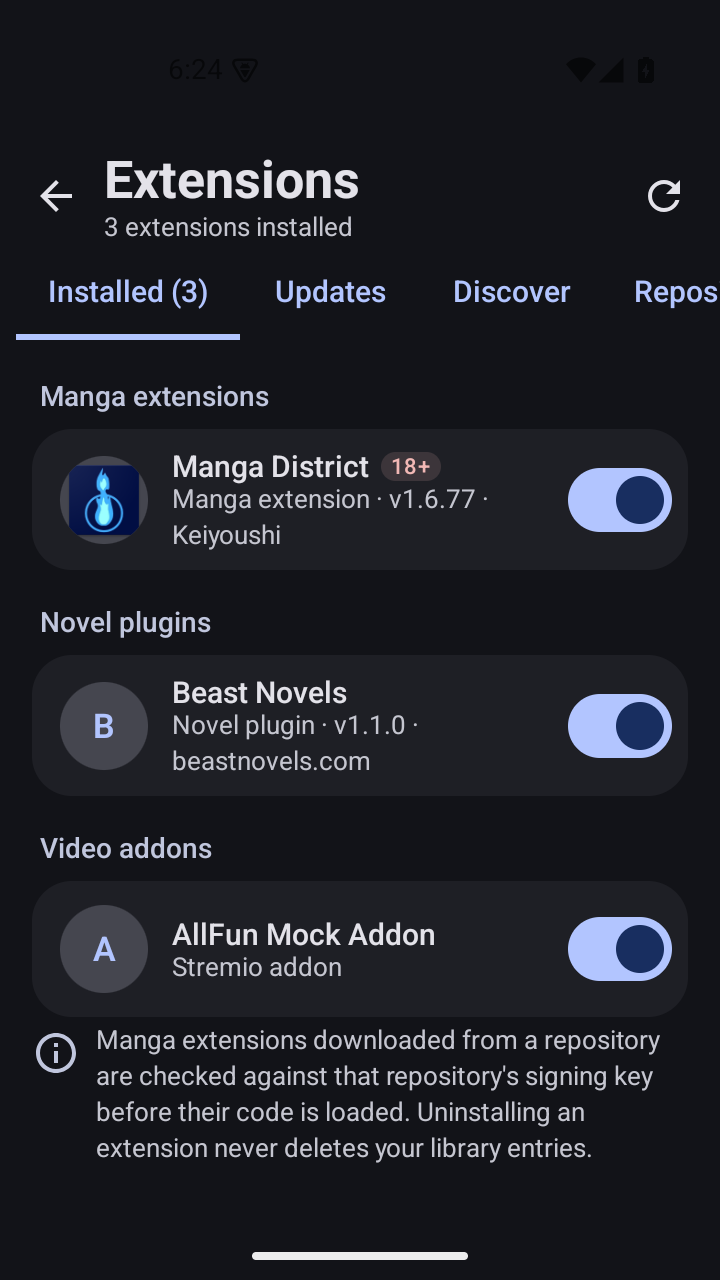 6:24
Extensions
3 extensions installed
Installed (3)
Updates
Discover
Repos
Manga extensions
Manga District 18+
Manga extension · v1.6.77 ·
Keiyoushi
Novel plugins
B
Beast Novels
Novel plugin · v1.1.0 ·
beastnovels.com
Video addons
A
AllFun Mock Addon
Stremio addon
Manga extensions downloaded from a repository
are checked against that repository's signing key
before their code is loaded. Uninstalling an
extension never deletes your library entries.